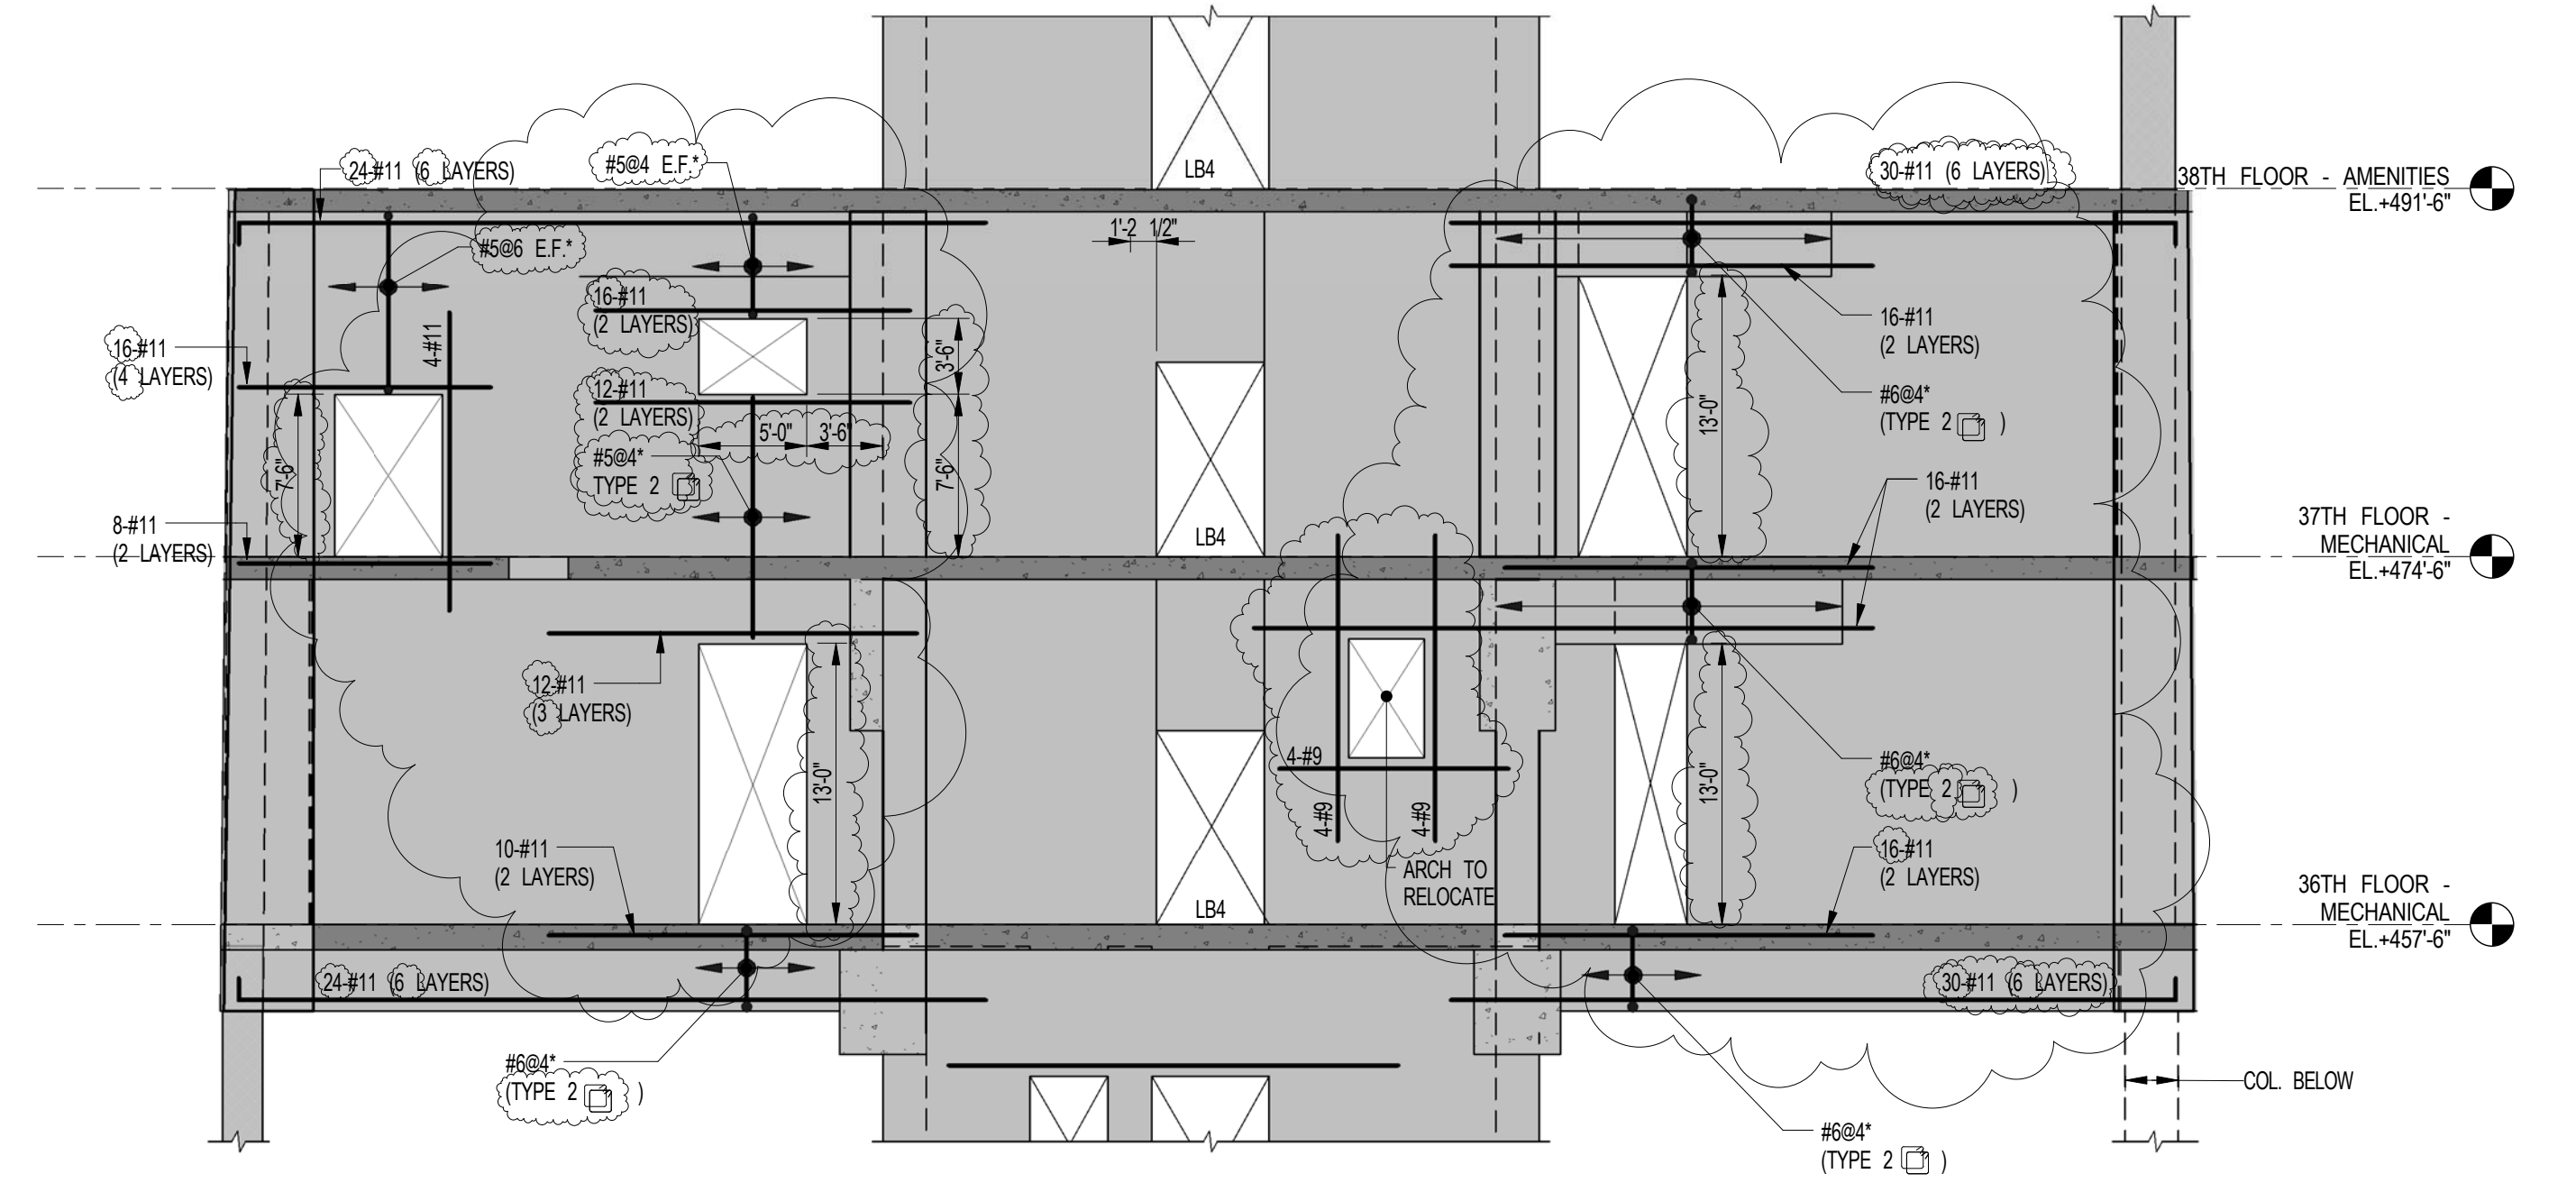 LB4
24-#11 (6 LAYERS)
#5@4 E.F.*
30-#11 (6 LAYERS)
38TH FLOOR - AMENITIES
EL.+491'-6"
#5@6 E.F.*
1'-2 1/2"
16-#11
(2 LAYERS)
16-#11
(4 LAYERS)
4-#11
3'-6"
16-#11
(2 LAYERS)
12-#11
(2 LAYERS)
5'-0"
3'-6"
#5@4*
TYPE 2
7'-6"
7'-6"
13'-0"
#6@4*
(TYPE 2 )
16-#11
(2 LAYERS)
8-#11
(2 LAYERS)
LB4
37TH FLOOR -
MECHANICAL
EL.+474'-6"
12-#11
(3 LAYERS)
13'-0"
4-#9
4-#9
4-#9
13'-0"
#6@4*
(TYPE 2 )
10-#11
(2 LAYERS)
ARCH TO
RELOCATE
16-#11
(2 LAYERS)
LB4
36TH FLOOR -
MECHANICAL
EL.+457'-6"
24-#11 (6 LAYERS)
30-#11 (6 LAYERS)
#6@4*
(TYPE 2 )
COL. BELOW
#6@4*
(TYPE 2 )